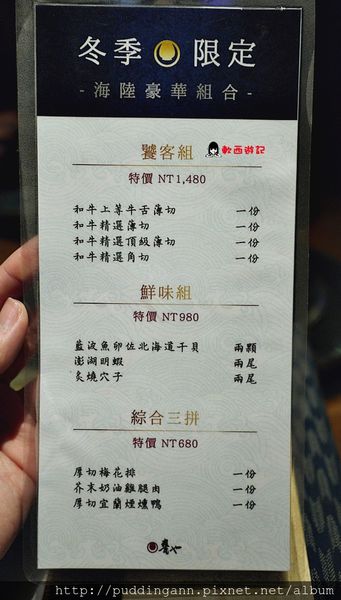 冬季 限定
-海陸豪華組合-
饕客組
軟西遊記
特價 NT1,480
和牛上等牛舌薄切 一份
和牛精選薄切 一份
和牛精選頂級薄切 一份
和牛精選角切 一份
鮮味組
特價 NT980
藍波魚卵佐北海道干貝 兩顆
澎湖明蝦 兩尾
炙燒穴子 兩尾
綜合三拼
特價 NT680
厚切梅花排 一份
芥末奶油雞腿肉 一份
厚切宜蘭煙燻鴨 一份
http://puddingann.pixnet.net/album